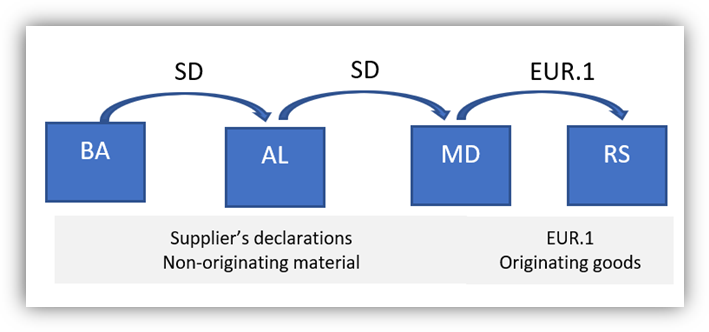 SD SD EUR.1
BA AL MD RS
Supplier’s declarations
Non-originating material
EUR.1
Originating goods